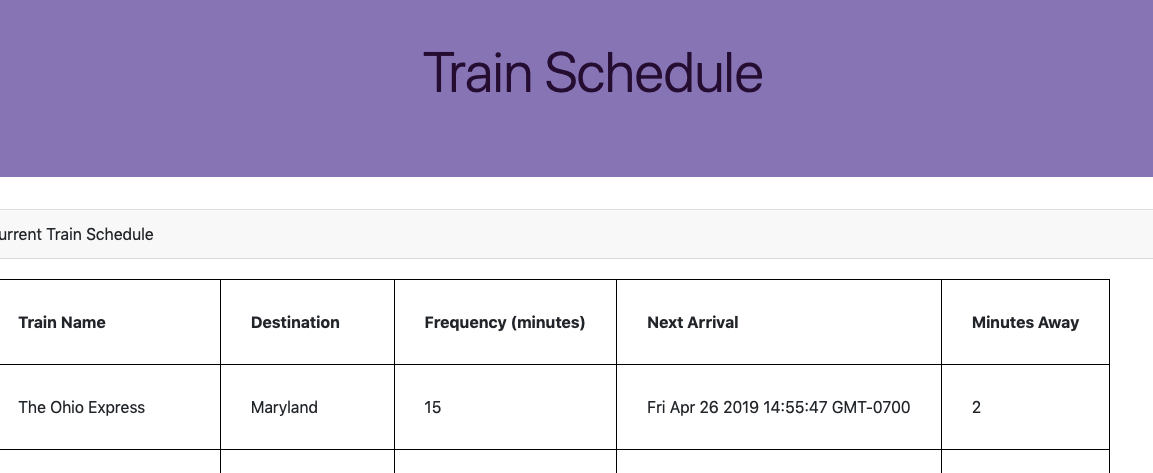 Train Schedule
urrent Train Schedule
Train Name Destination Frequency (minutes) Next Arrival Minutes Away
The Ohio Express Maryland 15 Fri Apr 26 2019 14:55:47 GMT-0700 2